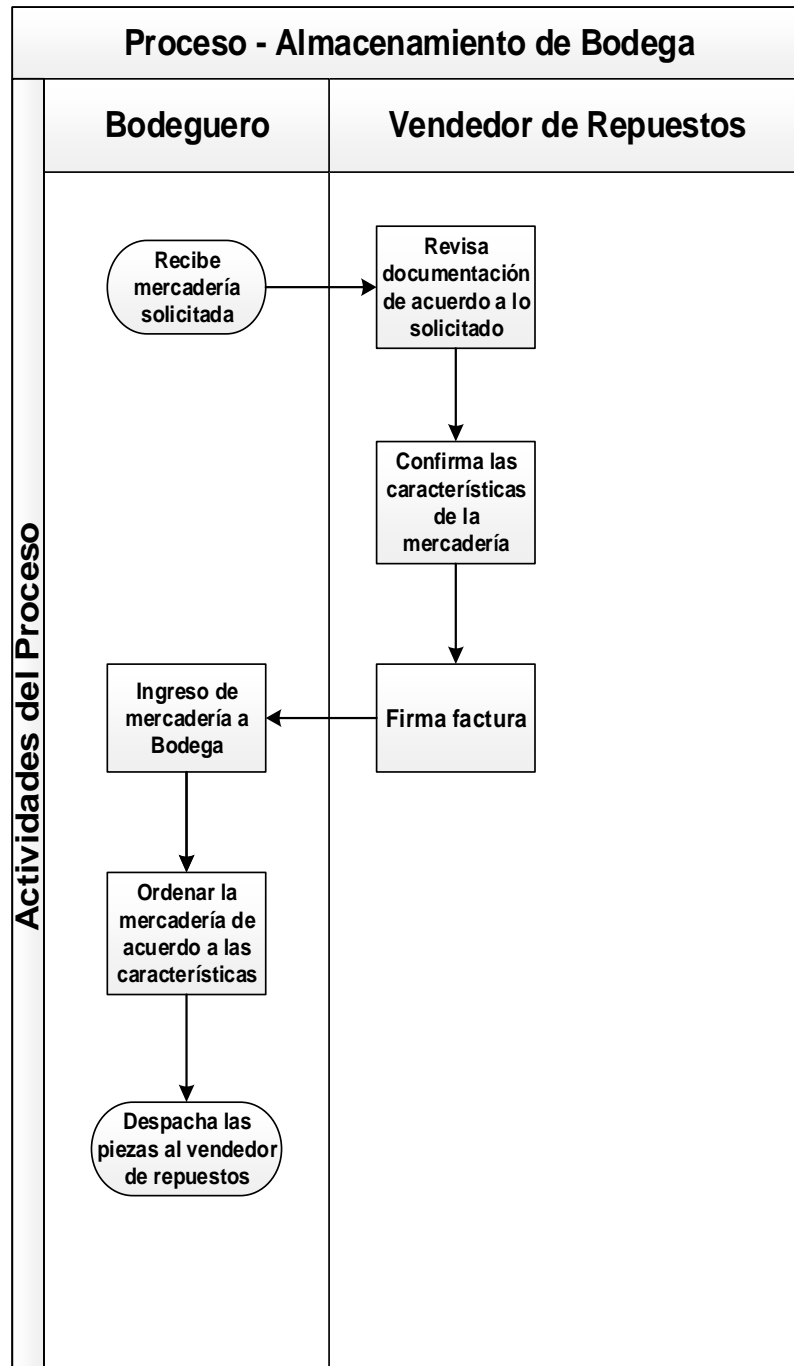 Proceso - Almacenamiento de Bodega
Bodeguero
Vendedor de Repuestos
Actividades del Proceso
Recibe
mercadería
solicitada
Revisa
documentación
de acuerdo a lo
solicitado
Confirma las
características
de la
mercadería
Firma factura
Ingreso de
mercadería a
Bodega
Ordenar la
mercadería de
acuerdo a las
características
Despacha las
piezas al vendedor
de repuestos